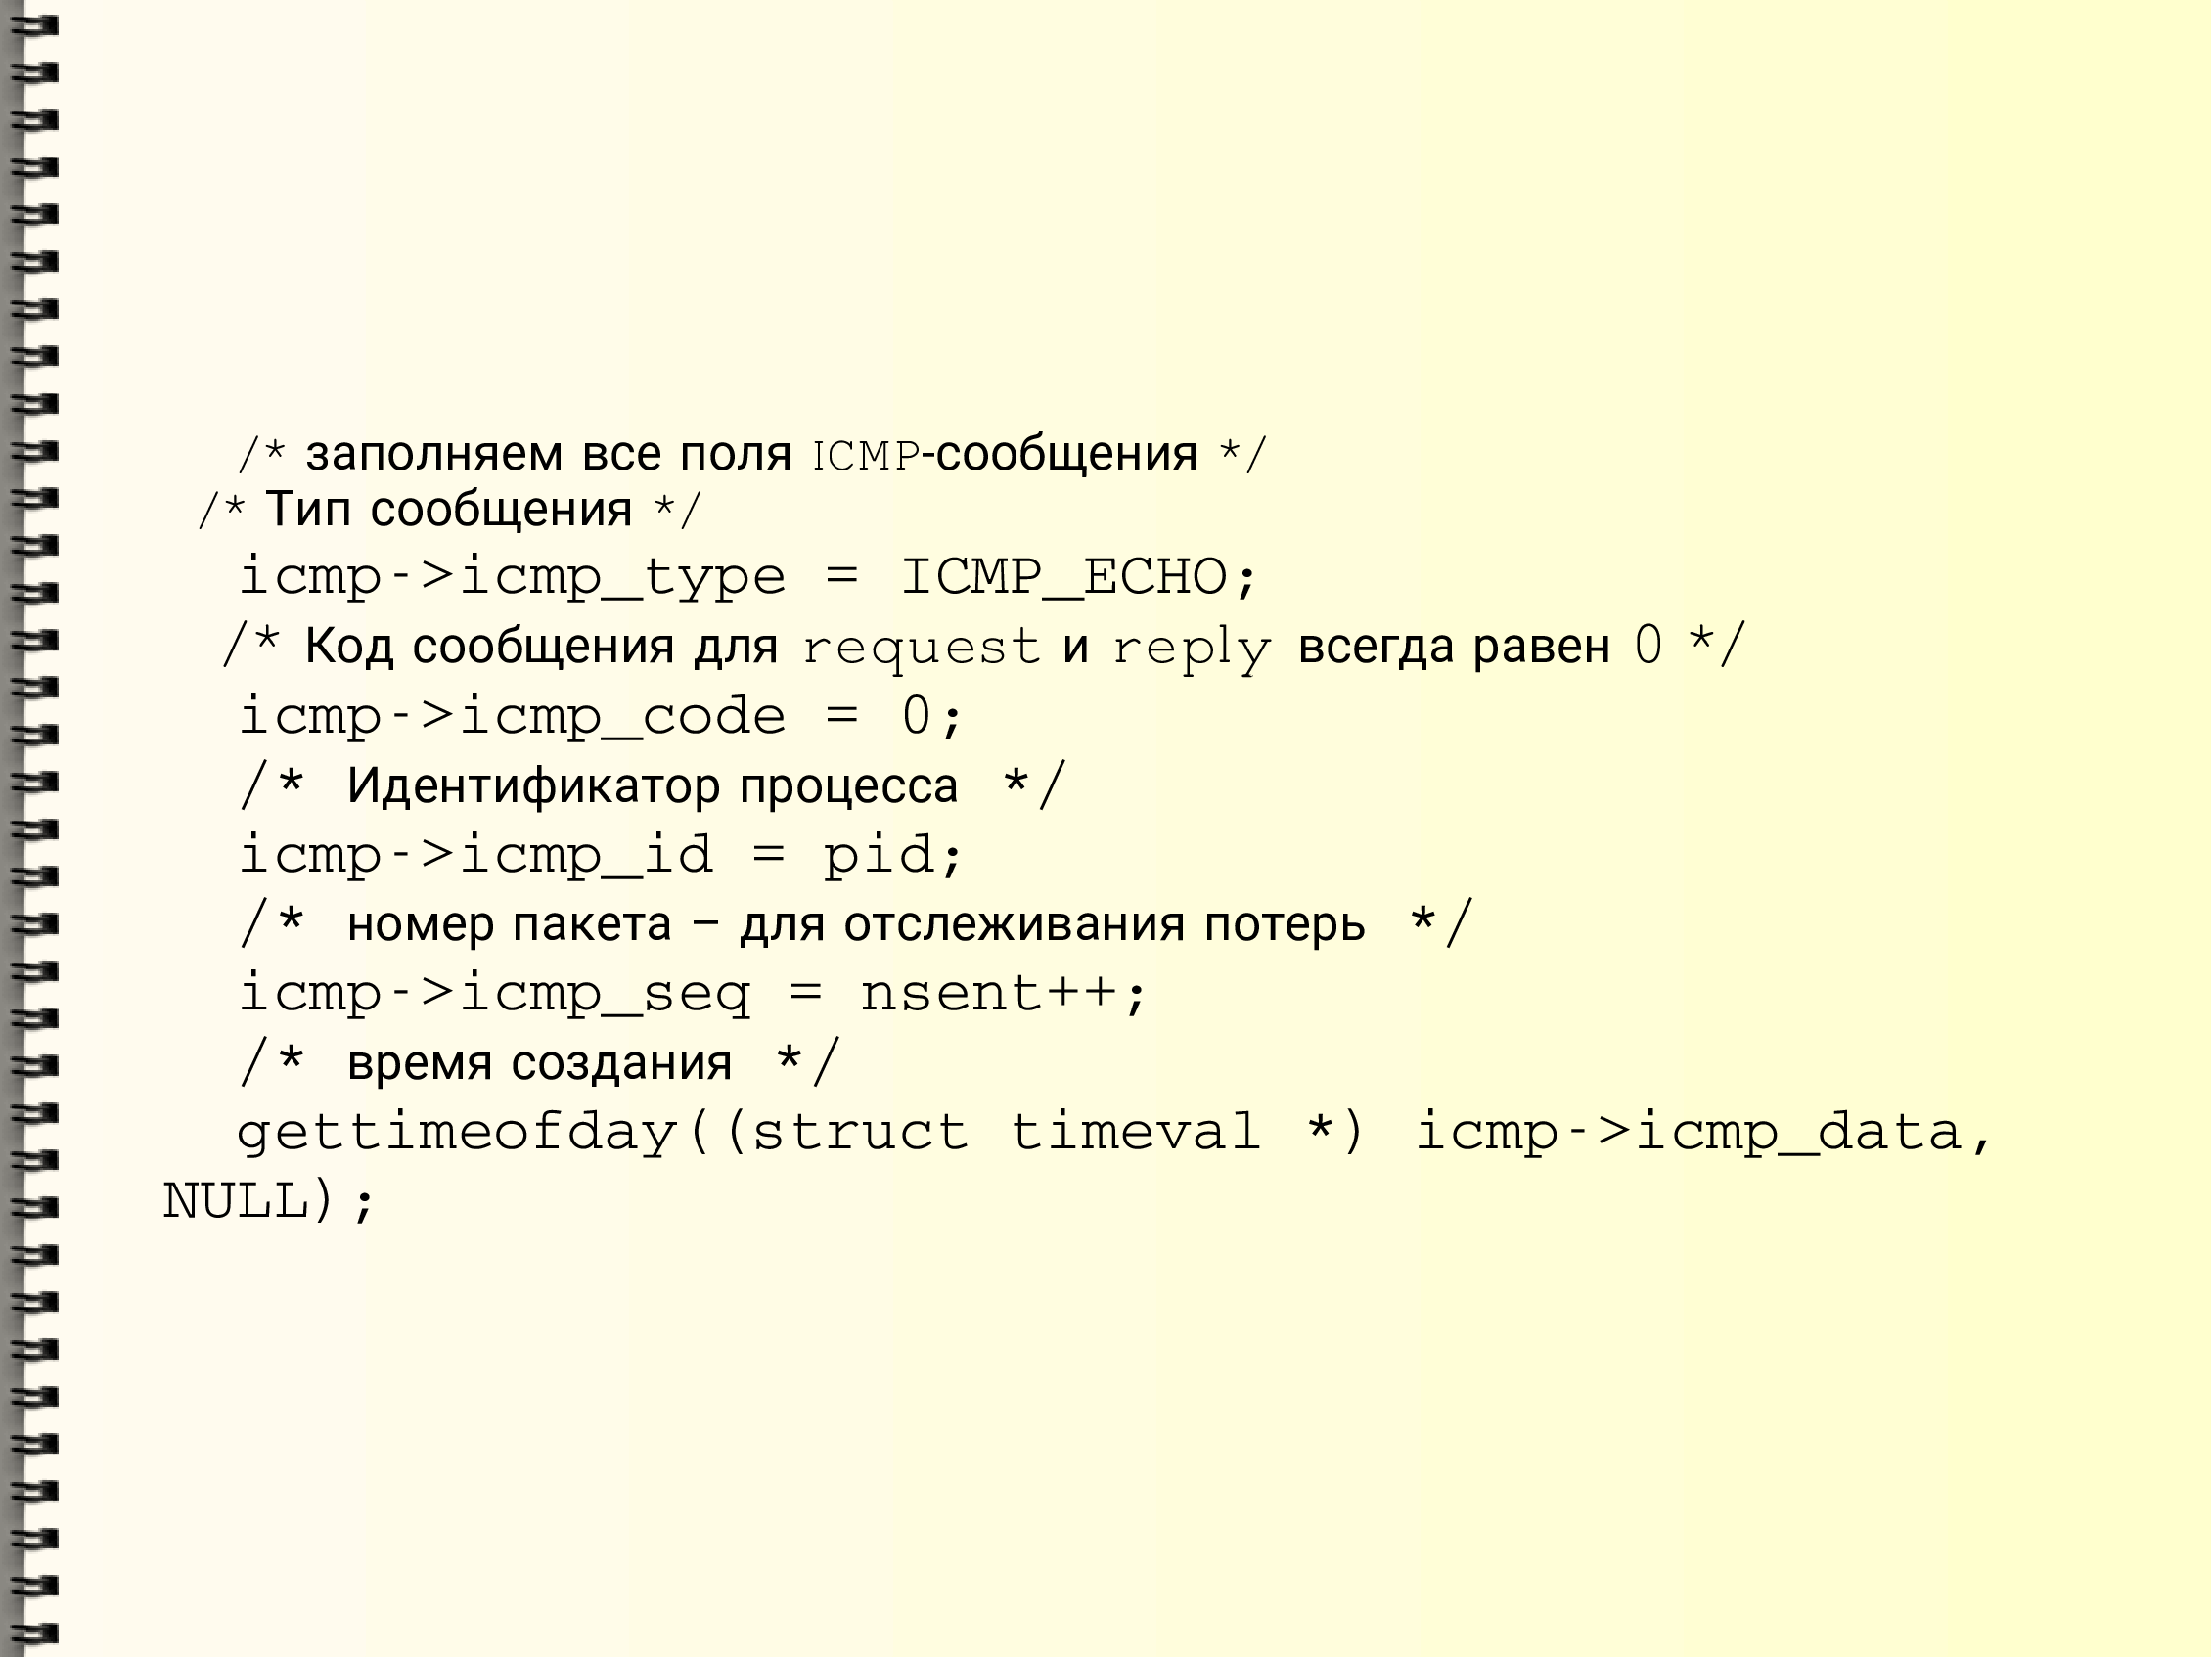 /* заполняем все поля ICMP-сообщения */
/* Тип сообщения */
icmp->icmp_type = ICMP_ECHO;
/* Код сообщения для request и reply всегда равен 0 */
icmp->icmp_code = 0;
/* Идентификатор процесса */
icmp->icmp_id = pid;
/* номер пакета – для отслеживания потерь */
icmp->icmp_seq = nsent++;
/* время создания */
gettimeofday((struct timeval *) icmp->icmp_data,
NULL);